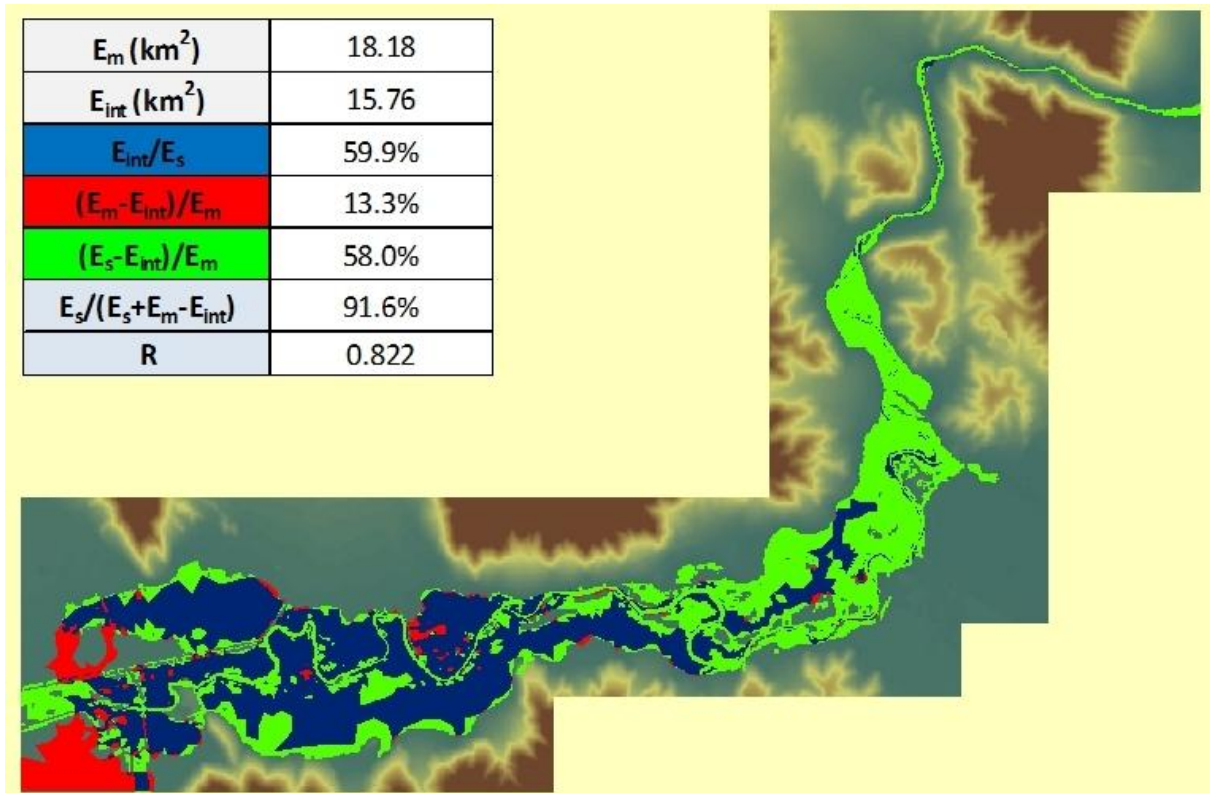 Em (km2) 18.18
Eint (km2) 15.76
Eint/Es 59.9%
(Em-Eint)/Em 13.3%
(Es-Eint)/Em 58.0%
Es/(Es+Em-Eint) 91.6%
R 0.822